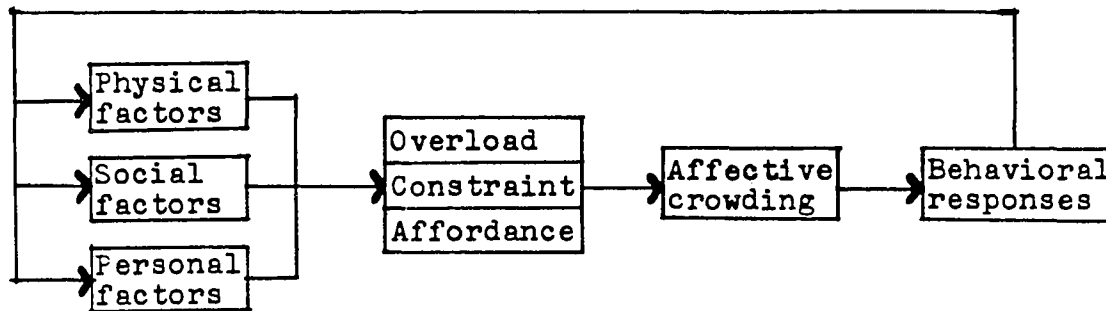 Physical
factors
Social
factors
Personal
factors
Overload
Constraint
Affordance
Affective
crowding
Behavioral
responses